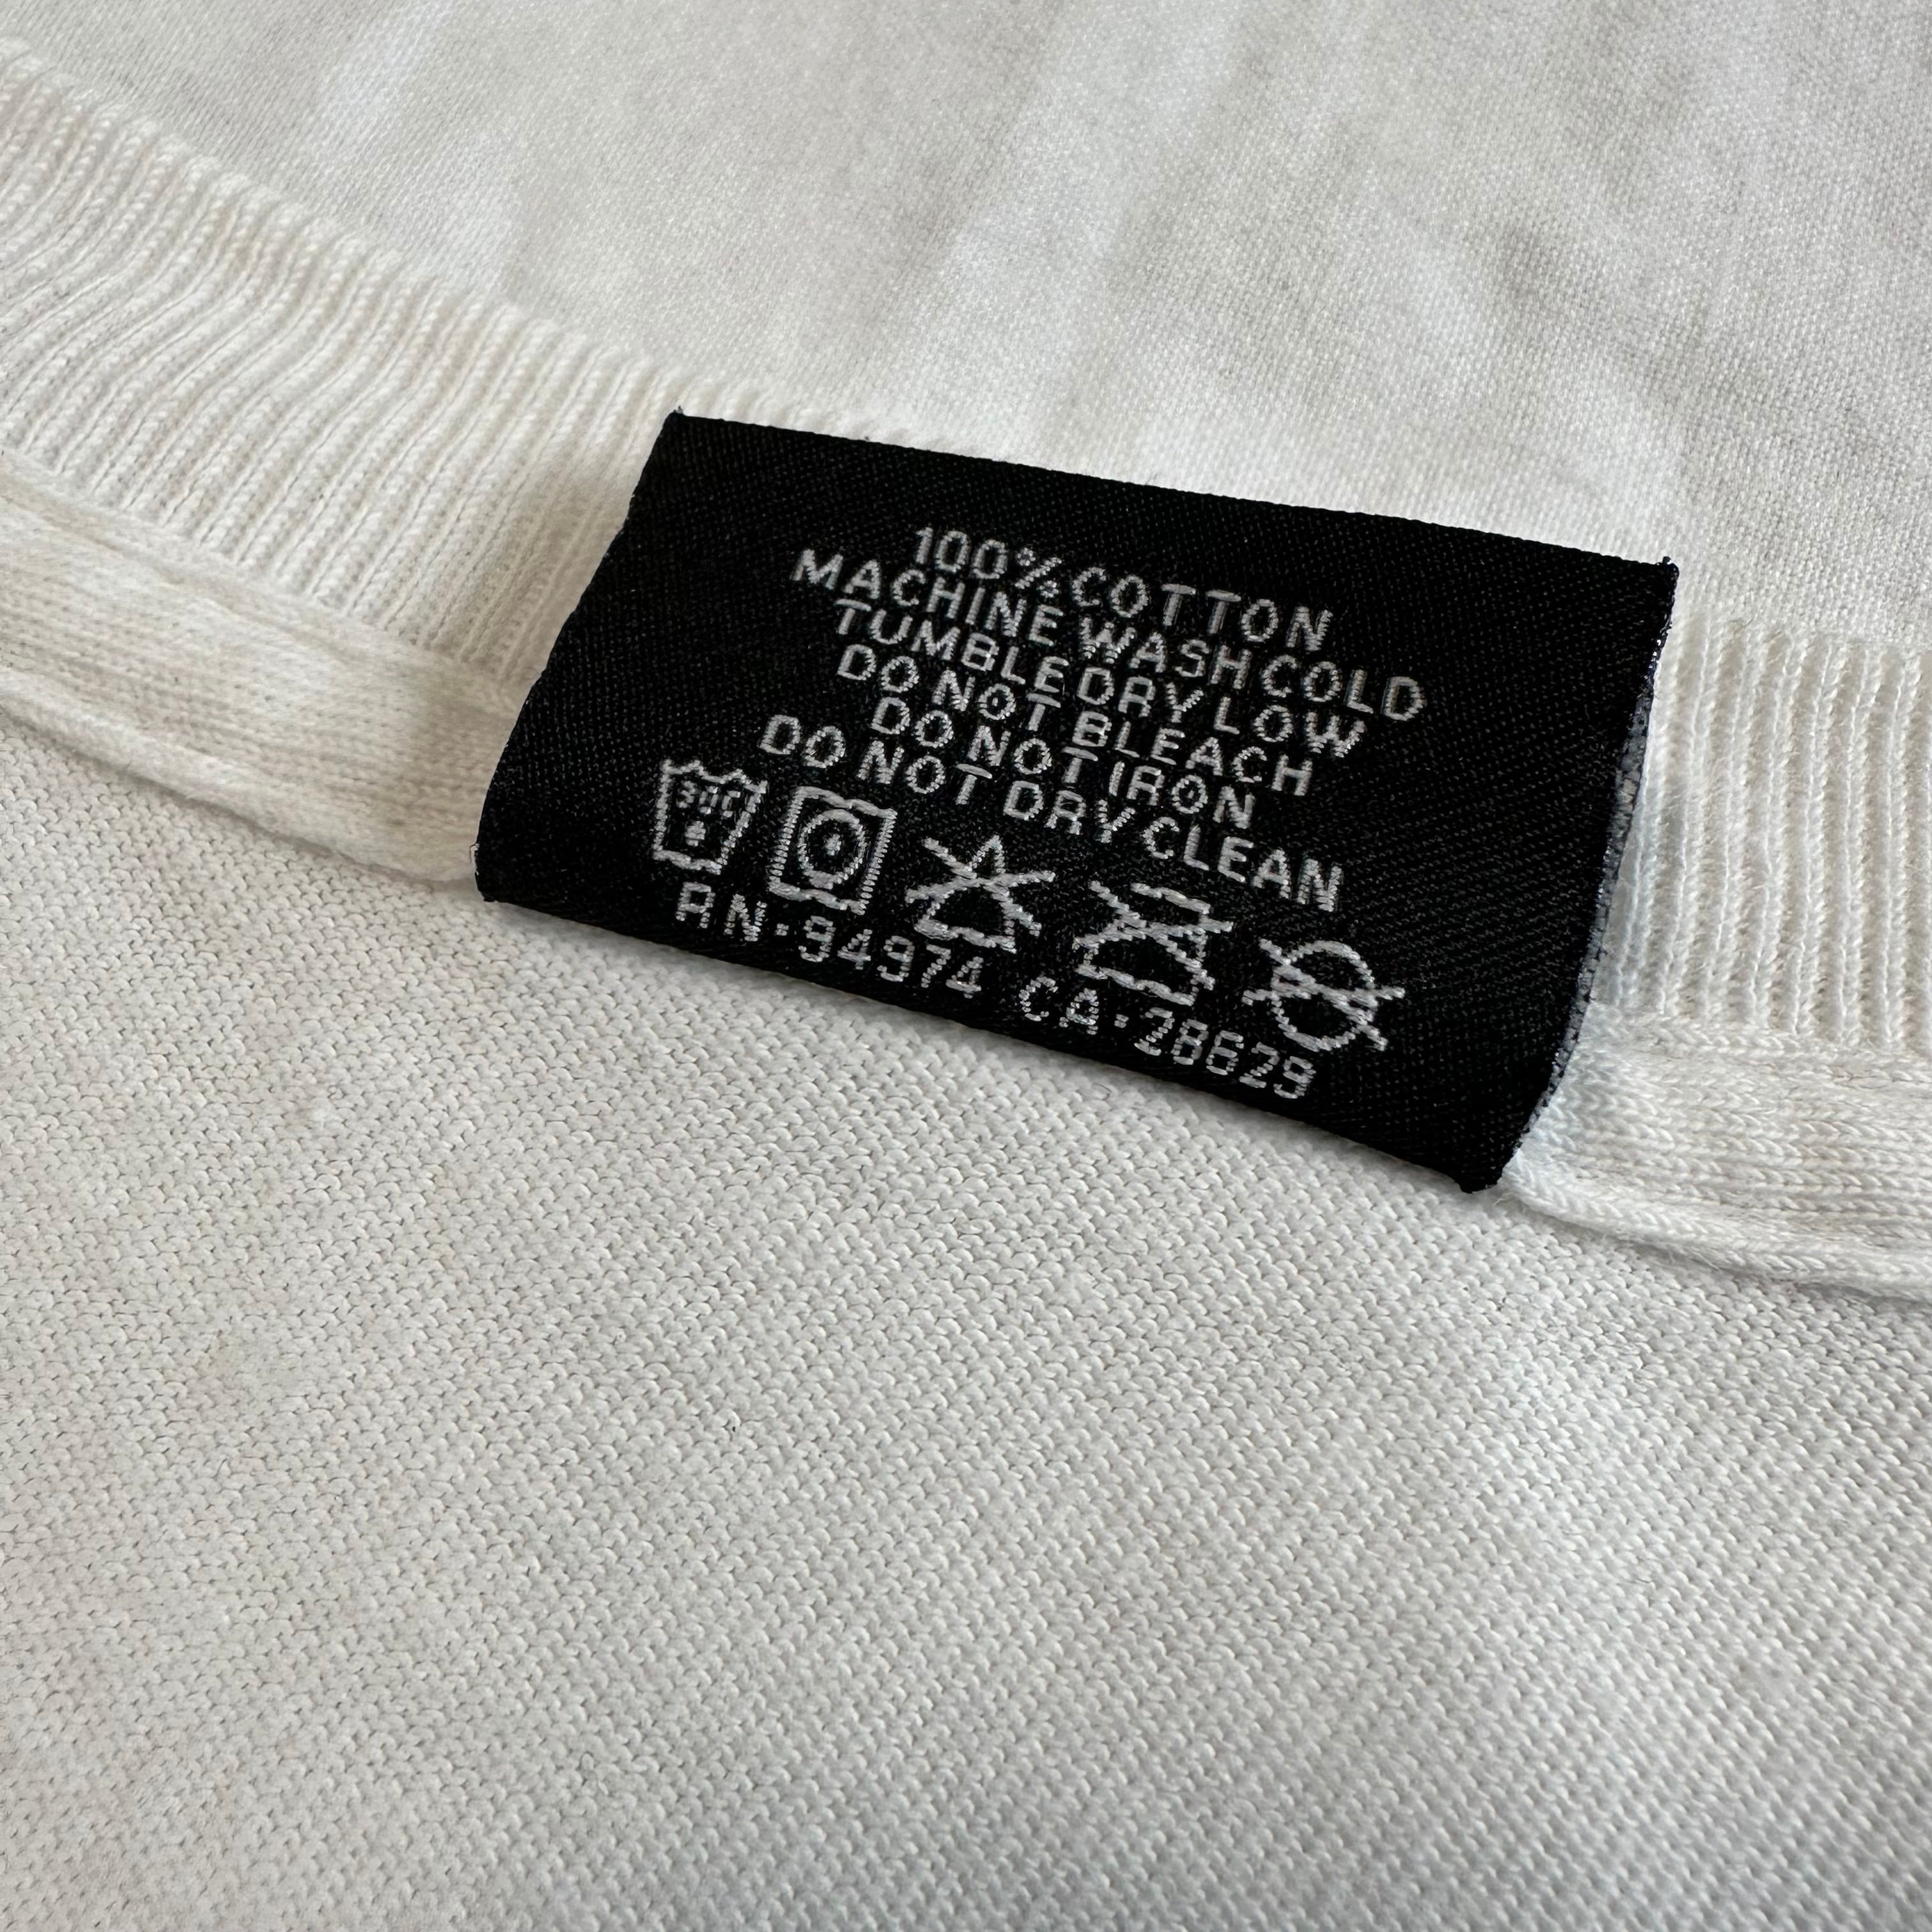 100% COTTON
MACHINE WASH COLD
TUMBLE DRY LOW
DO NOT BLEACH
DO NOT IRON
DO NOT DRY CLEAN
30C
RN·94974 CA·28629